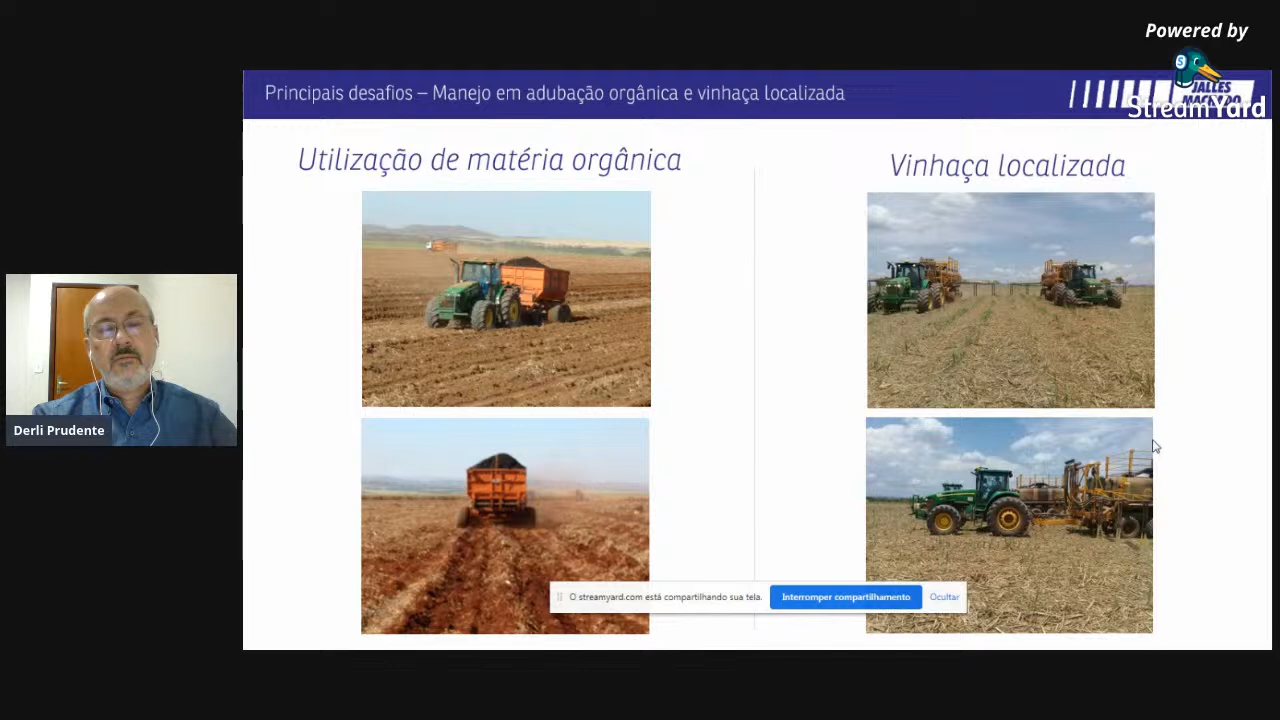 Powered by
StreamYard
Principais desafios – Manejo em adubação orgânica e vinhaça localizada
JALLES
Utilização de matéria orgânica
Vinhaça localizada
Derli Prudente
O streamyard.com está compartilhando sua tela.
Interromper compartilhamento
Ocultar